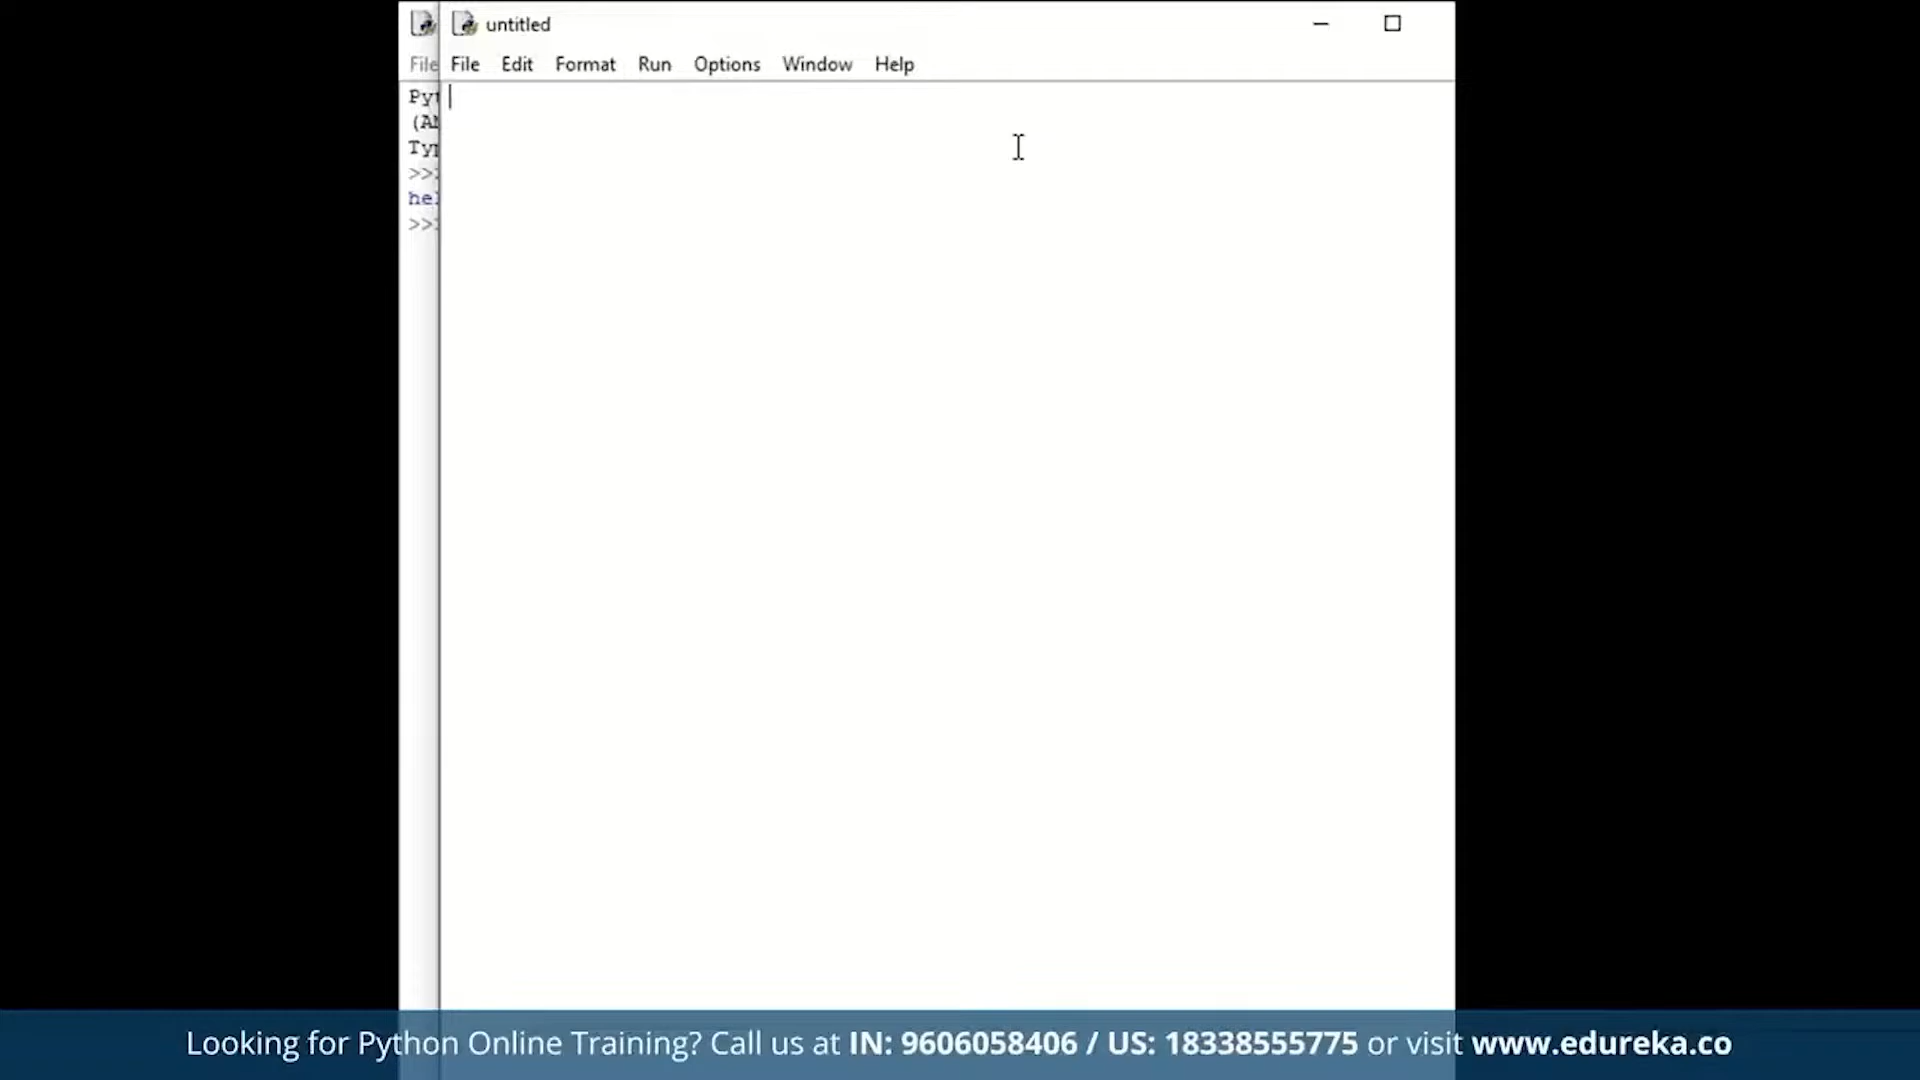 untitled
File
File Edit Format Run Options Window Help
>>
>>
Looking for Python Online Training? Call us at IN: 9606058406 / US: 18338555775 or visit www.edureka.co